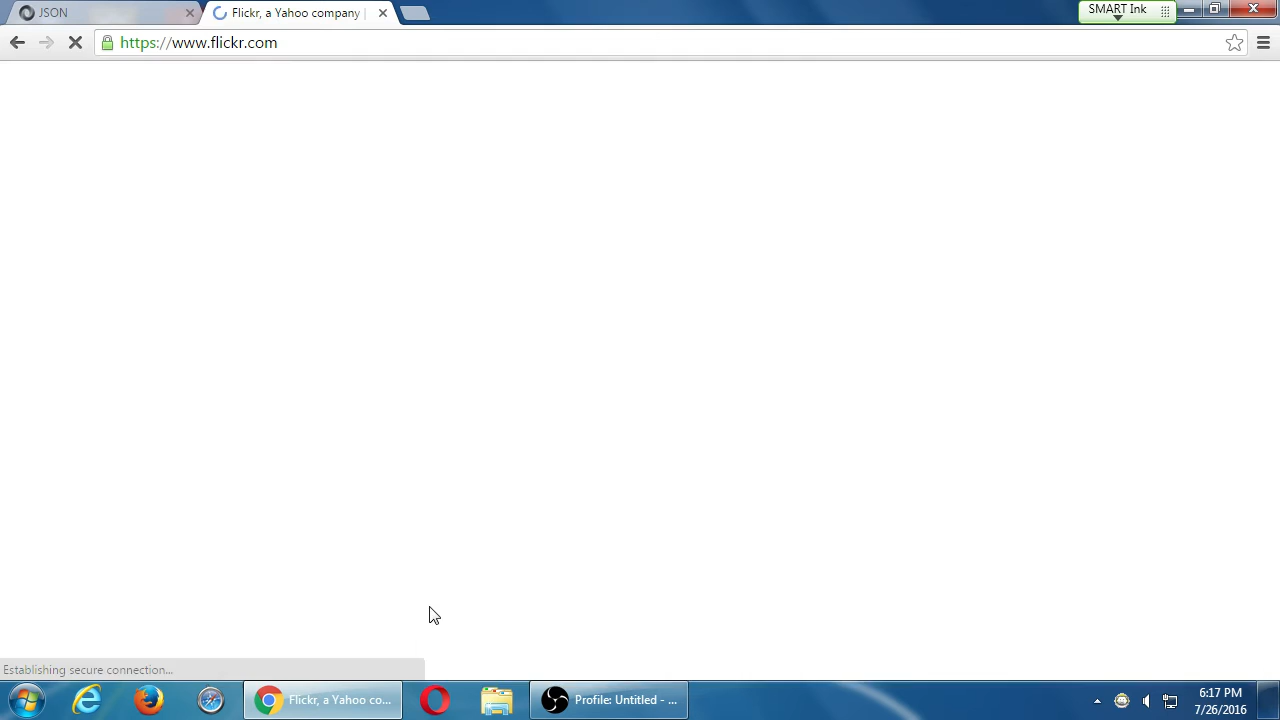 JSON
Flickr, a Yahoo company |
SMART Ink
https://www.flickr.com
Establishing secure connection...
Flickr, a Yahoo co...
Profile: Untitled - ...
6:17 PM
7/26/2016